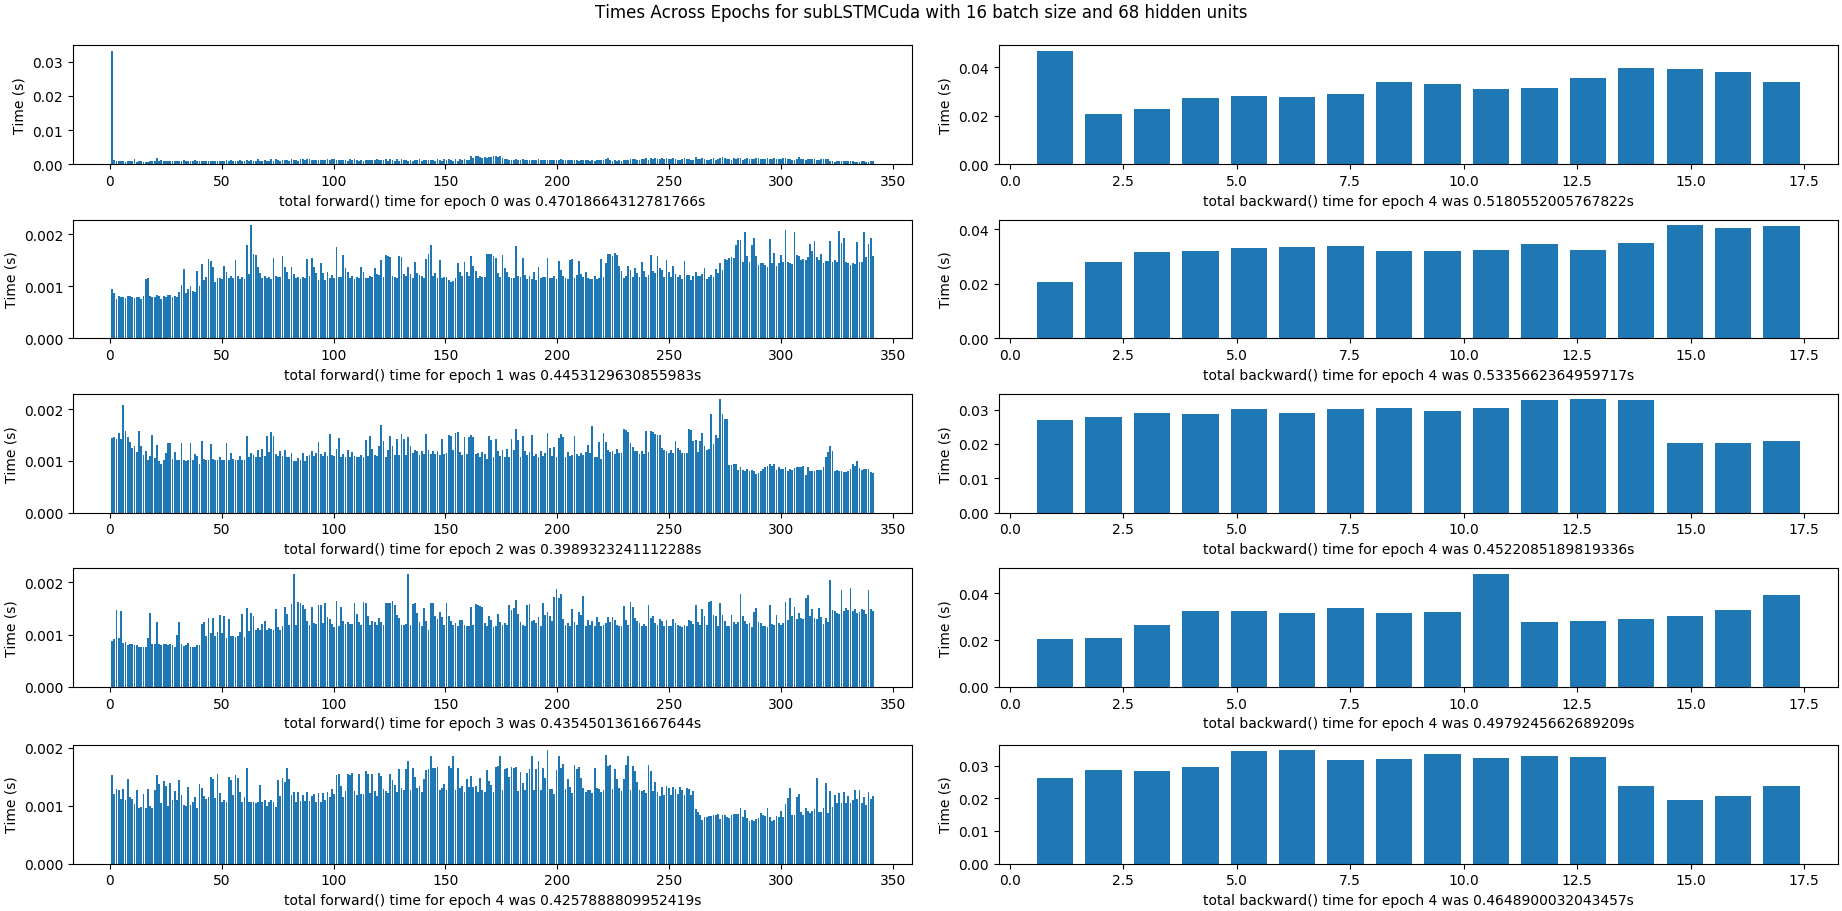 Times Across Epochs for subLSTMCuda with 16 batch size and 68 hidden units
Time (s)
0.03
0.02
0.01
0.00
0 50 100 150 200 250 300 350
total forward() time for epoch 0 was 0.47018664312781766s
Time (s)
0.04
0.02
0.00
0.0 2.5 5.0 7.5 10.0 12.5 15.0 17.5
total backward() time for epoch 4 was 0.5180552005767822s
Time (s)
0.002
0.001
0.000
0 50 100 150 200 250 300 350
total forward() time for epoch 1 was 0.4453129630855983s
Time (s)
0.04
0.02
0.00
0.0 2.5 5.0 7.5 10.0 12.5 15.0 17.5
total backward() time for epoch 4 was 0.5335662364959717s
Time (s)
0.002
0.001
0.000
0 50 100 150 200 250 300 350
total forward() time for epoch 2 was 0.3989323241112288s
Time (s)
0.03
0.02
0.01
0.00
0.0 2.5 5.0 7.5 10.0 12.5 15.0 17.5
total backward() time for epoch 4 was 0.4522085189819336s
Time (s)
0.002
0.001
0.000
0 50 100 150 200 250 300 350
total forward() time for epoch 3 was 0.4354501361667644s
Time (s)
0.04
0.02
0.00
0.0 2.5 5.0 7.5 10.0 12.5 15.0 17.5
total backward() time for epoch 4 was 0.4979245662689209s
Time (s)
0.002
0.001
0.000
0 50 100 150 200 250 300 350
total forward() time for epoch 4 was 0.4257888809952419s
Time (s)
0.03
0.02
0.01
0.00
0.0 2.5 5.0 7.5 10.0 12.5 15.0 17.5
total backward() time for epoch 4 was 0.4648900032043457s